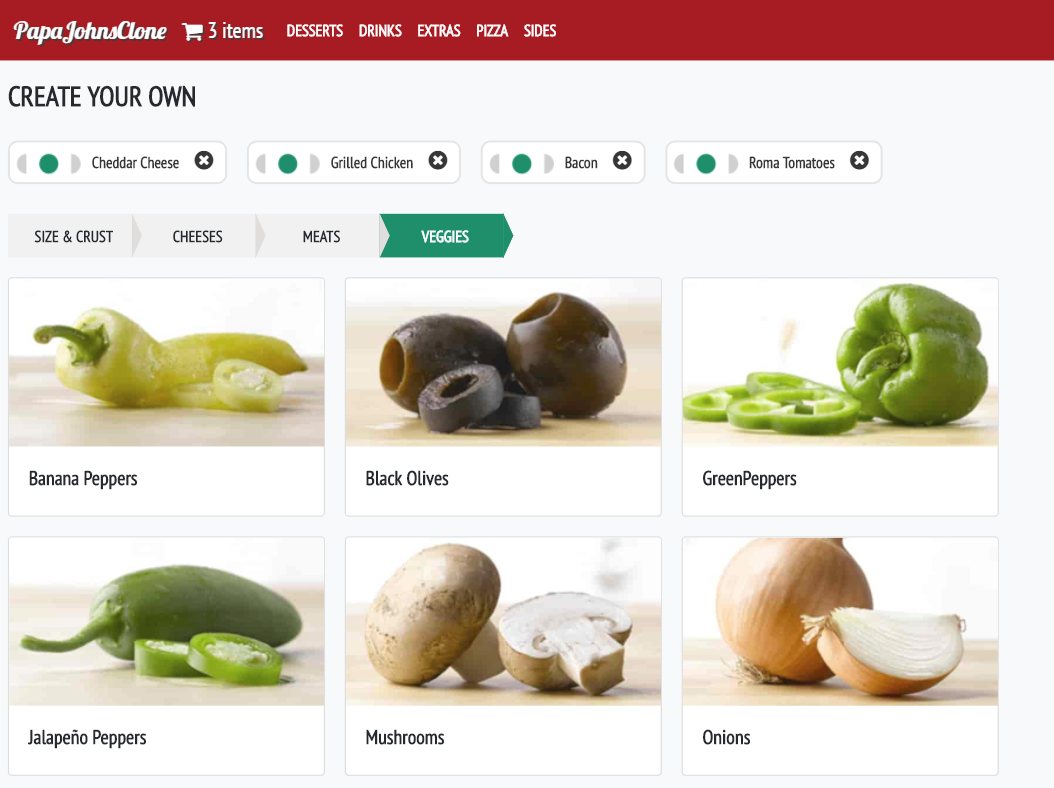 PapaJohnsClone 3 items DESSERTS DRINKS EXTRAS PIZZA SIDES
CREATE YOUR OWN
Cheddar Cheese Grilled Chicken Bacon Roma Tomatoes
SIZE & CRUST CHEESES MEATS VEGGIES
Banana Peppers Black Olives GreenPeppers
Jalapeño Peppers Mushrooms Onions